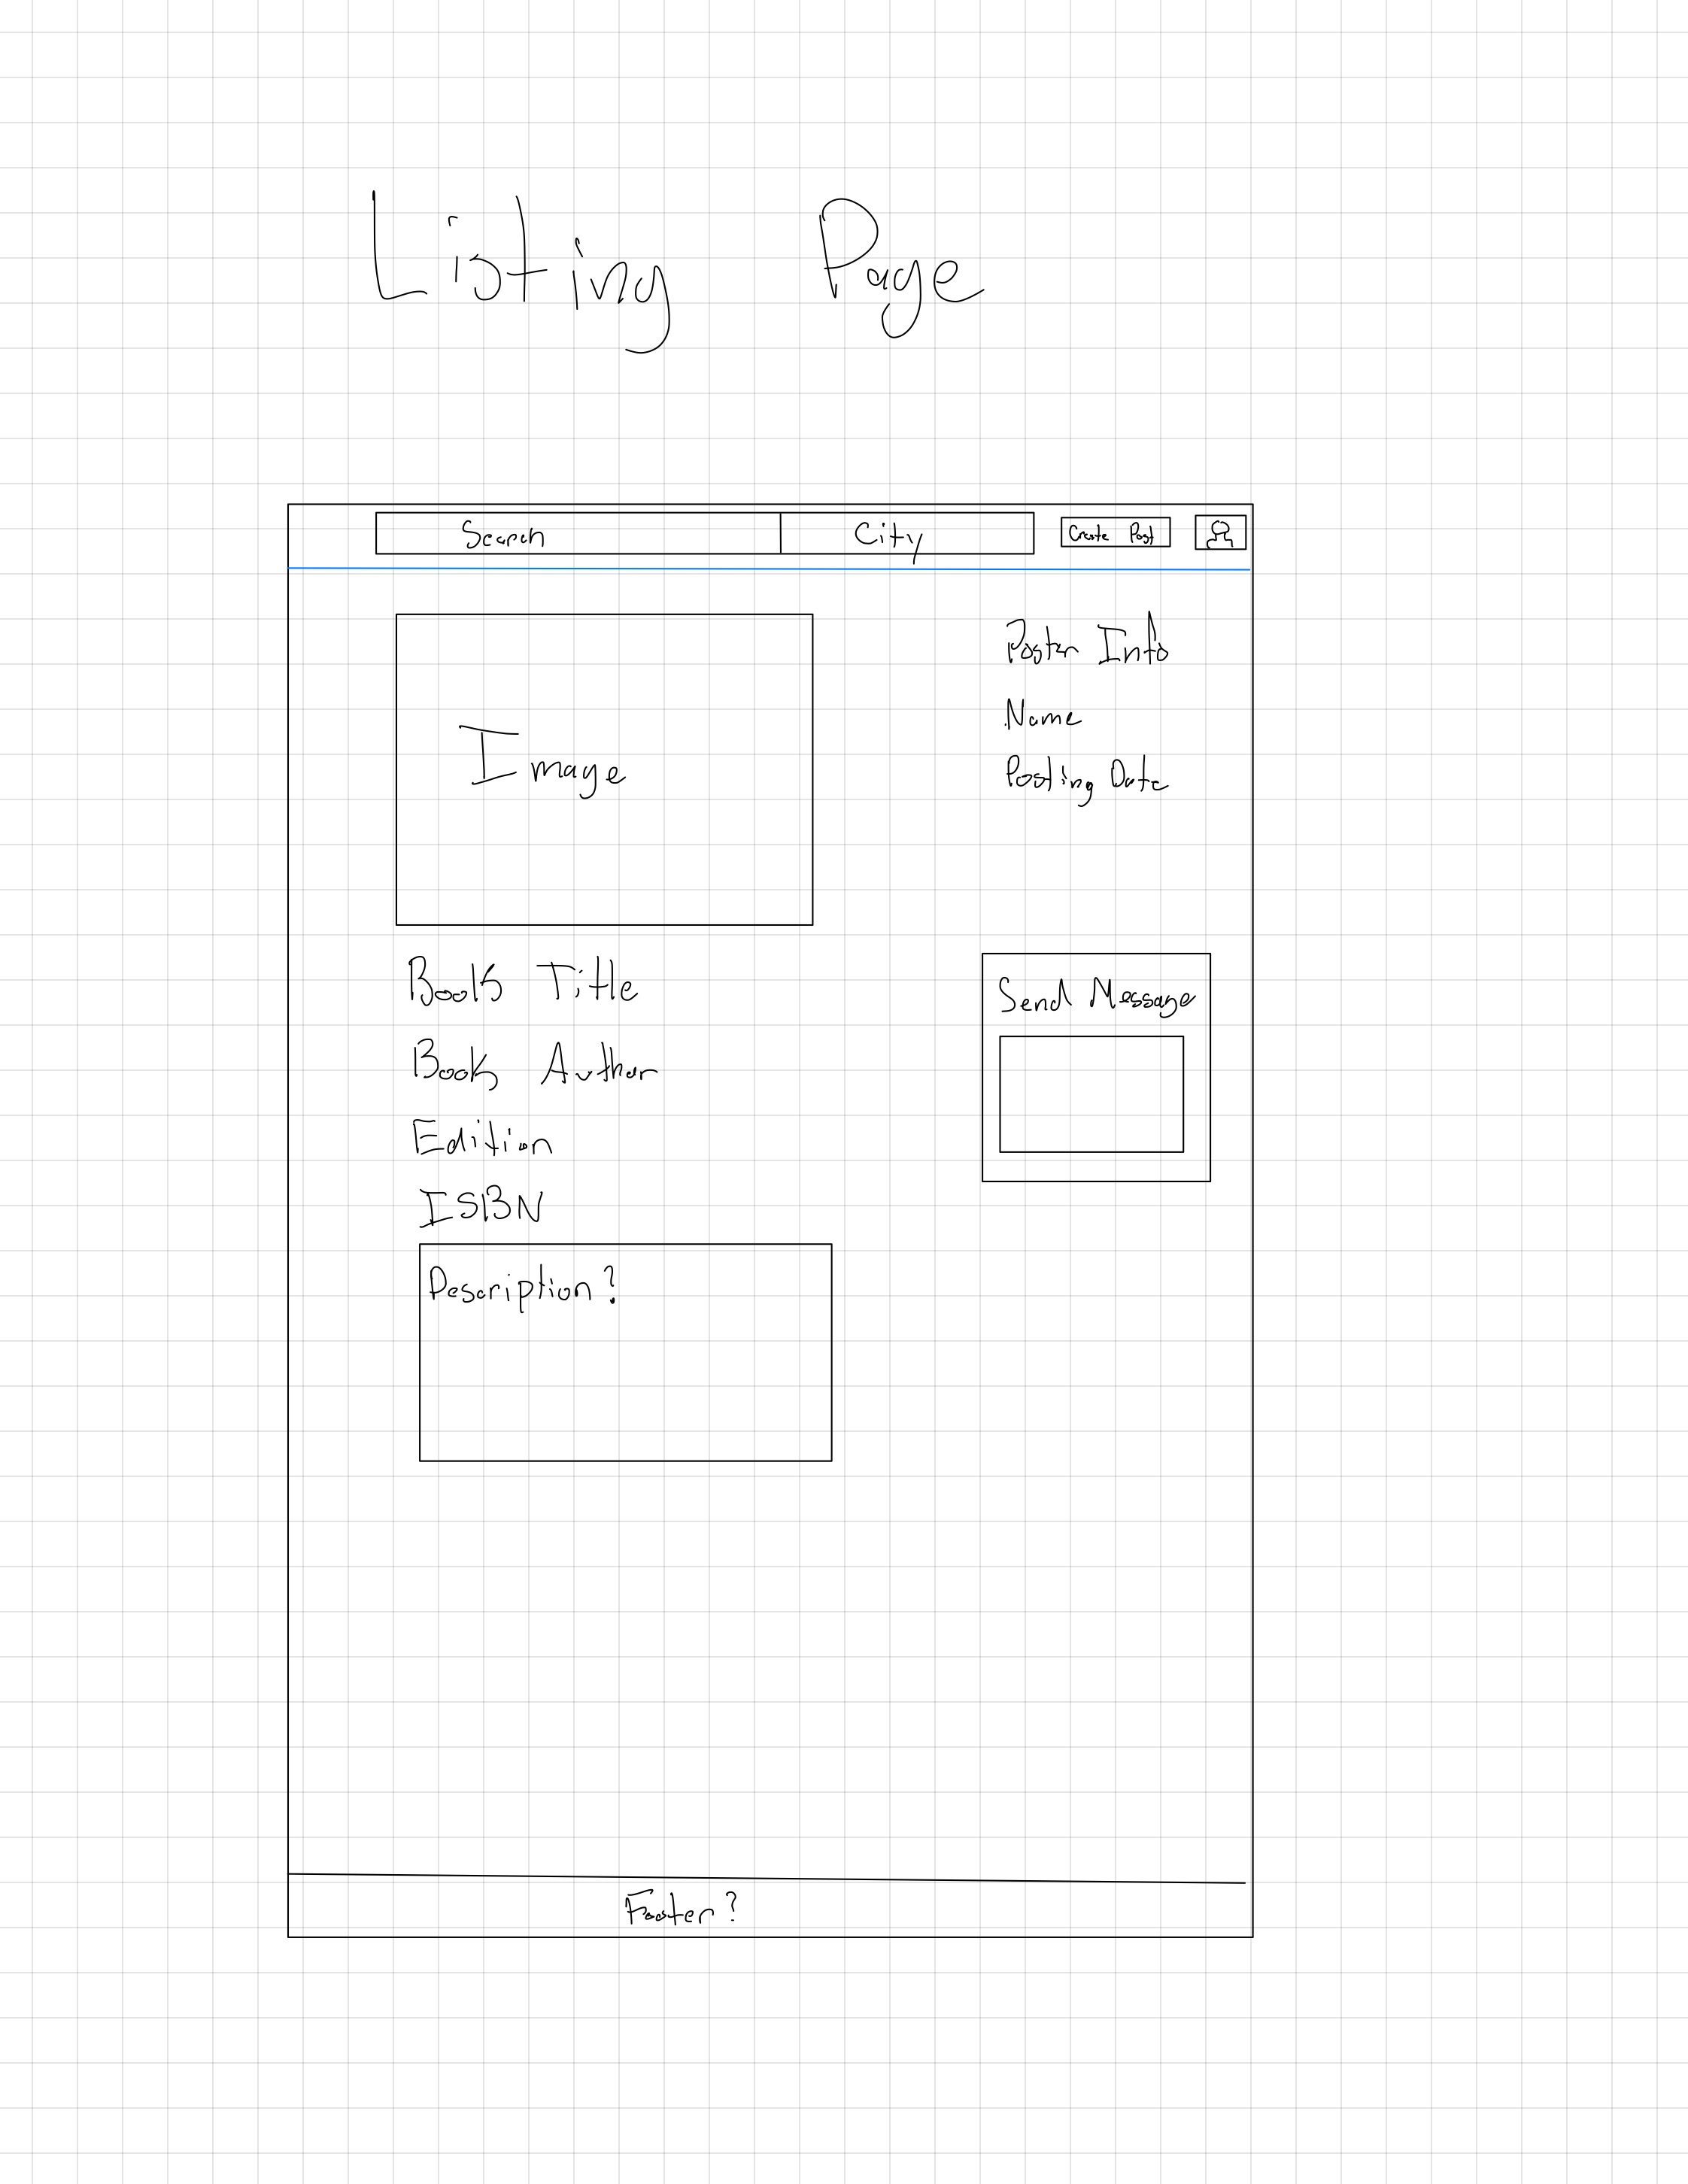 Listing Page
Search City Create Post
Image
Poster Info
Name
Posting Date
Book Title
Book Author
Edition
ISBN
Description?
Send Message
Footer?